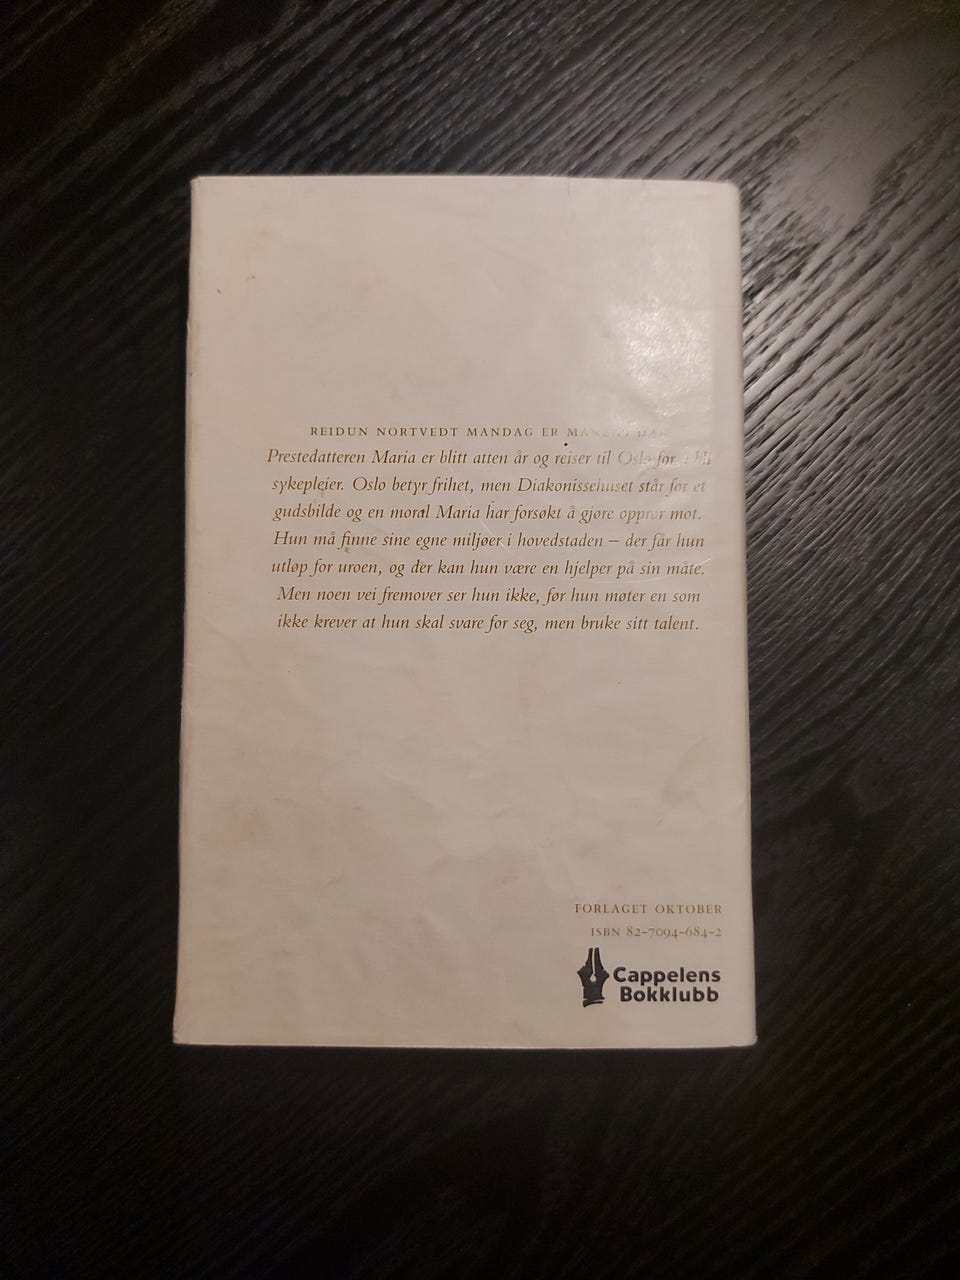 REIDUN NORTVEDT MANDAG ER MANENS DAG
Prestedatteren Maria er blitt atten år og reiser til Oslo for å bli
sykepleier. Oslo betyr frihet, men Diakonissehuset står for et
gudsbilde og en moral Maria har forsøkt å gjøre opprør mot.
Hun må finne sine egne miljøer i hovedstaden – der får hun
utløp for uroen, og der kan hun være en hjelper på sin måte.
Men noen vei fremover ser hun ikke, før hun møter en som
ikke krever at hun skal svare for seg, men bruke sitt talent.
FORLAGET OKTOBER
ISBN 82-7094-684-2
Cappelens
Bokklubb